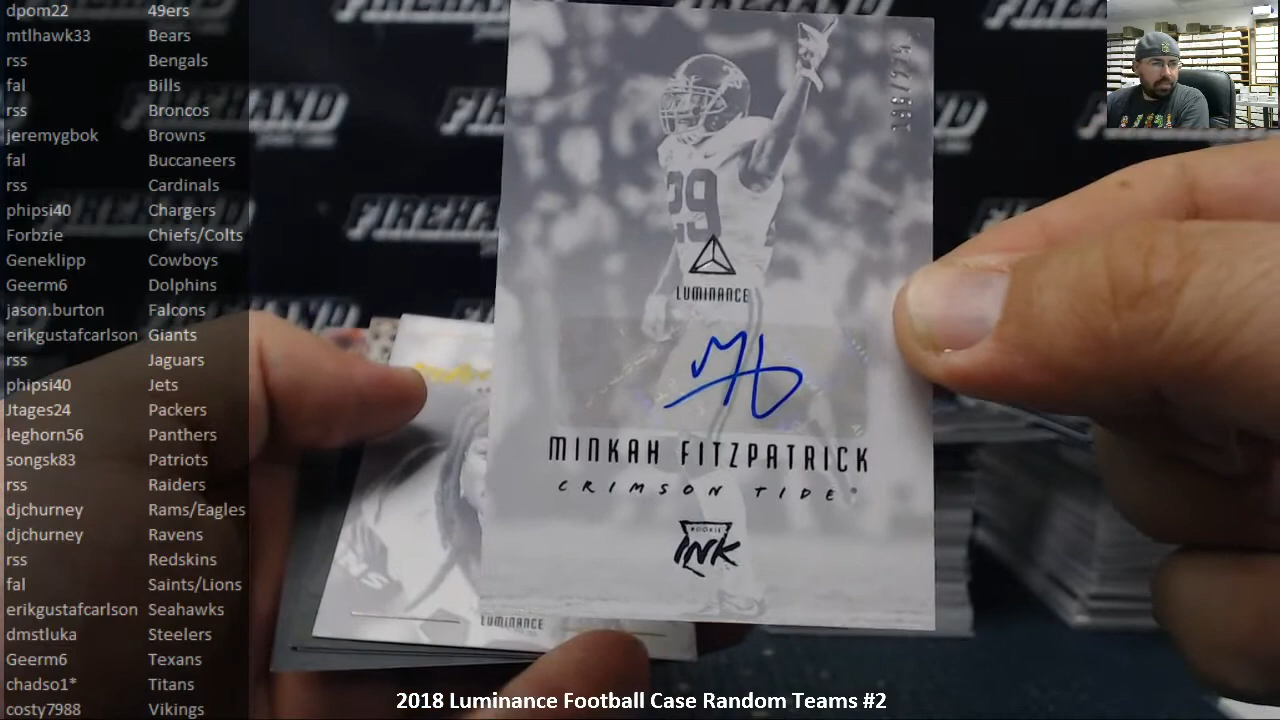 dpom22 49ers
mtlhawk33 Bears
rss Bengals
fal Bills
rss Broncos
jeremygbok Browns
fal Buccaneers
rss Cardinals
phipsi40 Chargers
Forbzie Chiefs/Colts
Geneklipp Cowboys
Geerm6 Dolphins
jason.burton Falcons
erikgustafcarlson Giants
rss Jaguars
phipsi40 Jets
Jtages24 Packers
leghorn56 Panthers
songsk83 Patriots
rss Raiders
djchurney Rams/Eagles
djchurney Ravens
rss Redskins
fal Saints/Lions
erikgustafcarlson Seahawks
dmstluka Steelers
Geerm6 Texans
chadso1* Titans
costy7988 Vikings
FIREHAND
29
LUMINANCE
MINKAH FITZPATRICK
CRIMSON TIDE
ROOKIE
INK
LUMINANCE
2018 Luminance Football Case Random Teams #2